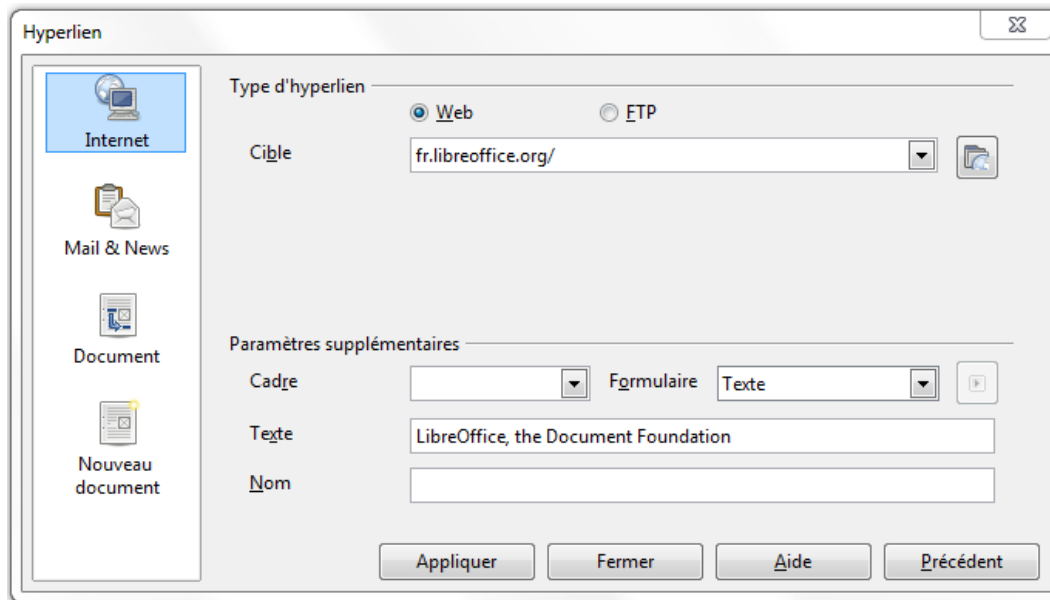 Hyperlien
Internet
Mail & News
Document
Nouveau
document
Type d'hyperlien
Web
FTP
Cible
fr.libreoffice.org/
Paramètres supplémentaires
Cadre
Formulaire
Texte
Texte
LibreOffice, the Document Foundation
Nom
Appliquer
Fermer
Aide
Précédent